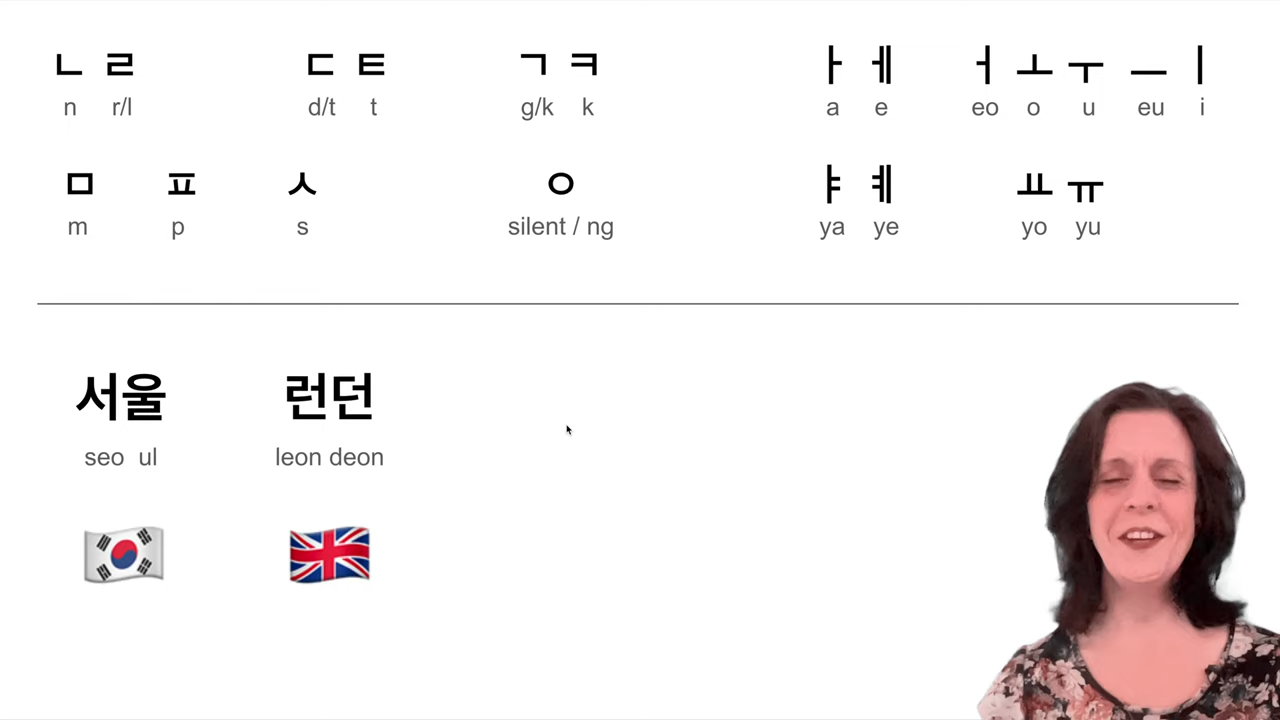 ㄴ ㄹ ㄷ ㅌ ㄱ ㅋ ㅏ ㅔ ㅓ ㅗ ㅜ ㅡ ㅣ
n r/l d/t t g/k k a e eo o u eu i
ㅁ ㅍ ㅅ ㅇ ㅑ ㅖ ㅛ ㅠ
m p s silent / ng ya ye yo yu
서울 런던
seo ul leon deon